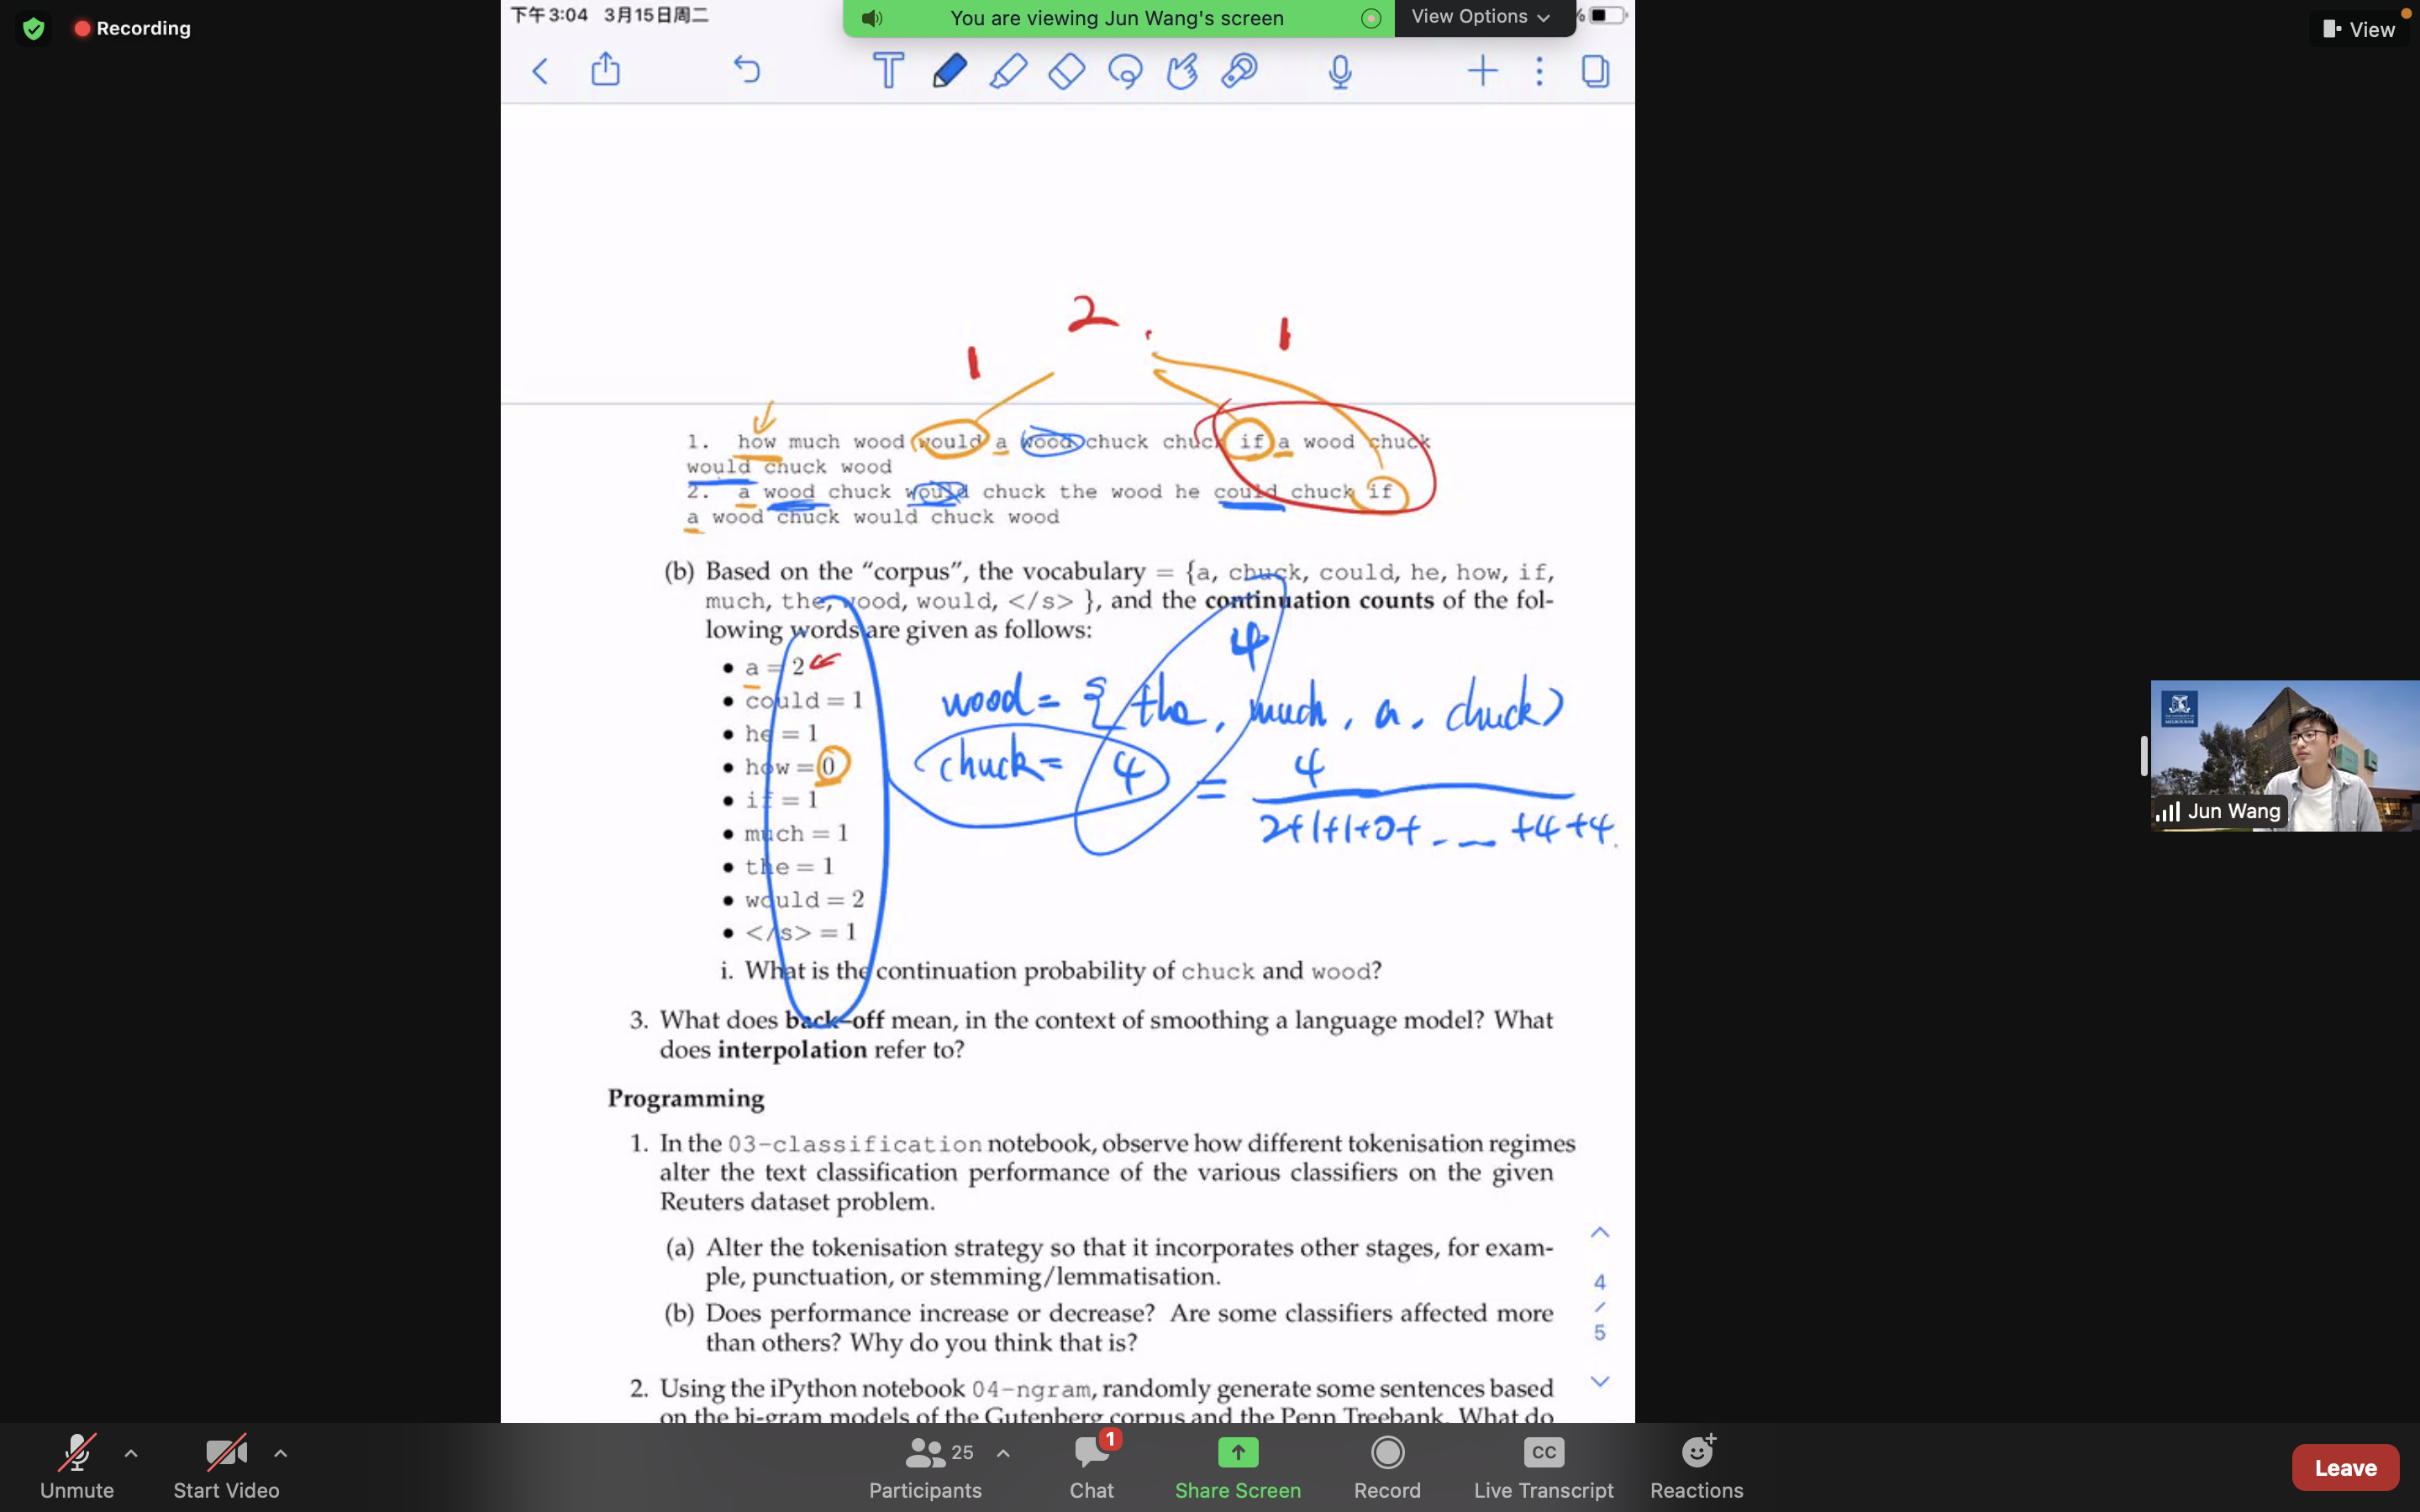 下午3:04 3月15日周二
You are viewing Jun Wang's screen
View Options
Recording
View
2
1
1
1. how much wood would a wood chuck chuck if a wood chuck
would chuck wood
2. a wood chuck would chuck the wood he could chuck if
a wood chuck would chuck wood
(b) Based on the “corpus”, the vocabulary = {a, chuck, could, he, how, if,
much, the, wood, would, </s> }, and the continuation counts of the fol-
lowing words are given as follows:
4
• a = 2
• could = 1
• he = 1
• how = 0
• if = 1
• much = 1
• the = 1
• would = 2
• </s> = 1
wood = { the, much, a, chuck }
chuck = 4 = 4
2+1+1+0+ - - +4+4
i. What is the continuation probability of chuck and wood?
3. What does back-off mean, in the context of smoothing a language model? What
does interpolation refer to?
Programming
1. In the 03-classification notebook, observe how different tokenisation regimes
alter the text classification performance of the various classifiers on the given
Reuters dataset problem.
(a) Alter the tokenisation strategy so that it incorporates other stages, for exam-
ple, punctuation, or stemming/lemmatisation.
(b) Does performance increase or decrease? Are some classifiers affected more
than others? Why do you think that is?
2. Using the iPython notebook 04-ngram, randomly generate some sentences based
on the bi-gram models of the Gutenberg corpus and the Penn Treebank. What do
4
/
5
MELBOURNE
Jun Wang
Unmute
Start Video
25
Participants
1
Chat
Share Screen
Record
CC
Live Transcript
Reactions
Leave